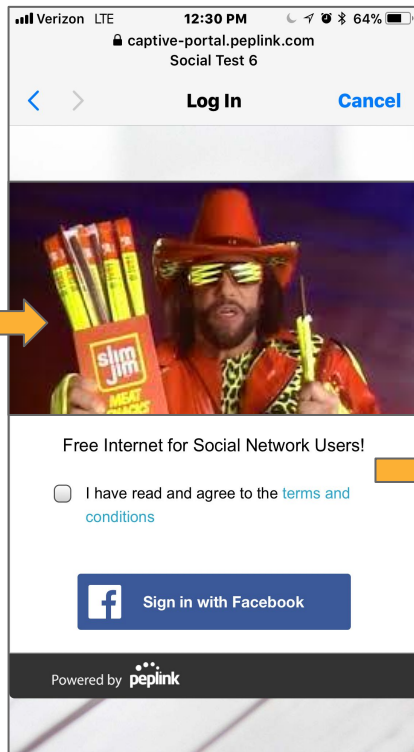 Verizon LTE 12:30 PM 64%
captive-portal.peplink.com
Social Test 6
Log In Cancel
slim
jim
MEAT
SNACKS
Free Internet for Social Network Users!
I have read and agree to the terms and
conditions
f Sign in with Facebook
Powered by peplink